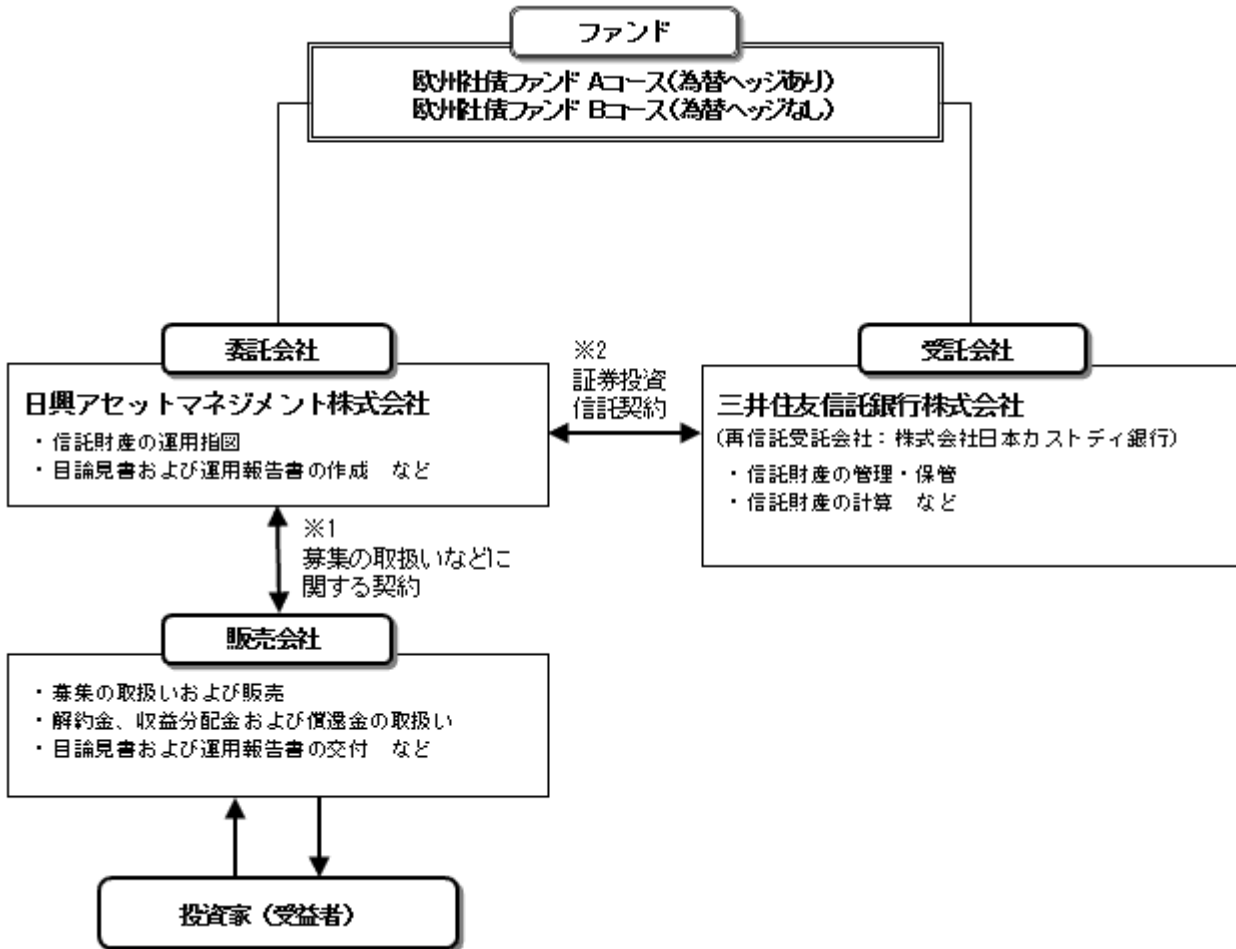 ファンド
欧州社債ファンド Aコース(為替ヘッジあり)
欧州社債ファンド Bコース(為替ヘッジなし)
委託会社
日興アセットマネジメント株式会社
・信託財産の運用指図
・目論見書および運用報告書の作成　など
※2
証券投資
信託契約
受託会社
三井住友信託銀行株式会社
(再信託受託会社：株式会社日本カストディ銀行)
・信託財産の管理・保管
・信託財産の計算　など
※1
募集の取扱いなどに
関する契約
販売会社
・募集の取扱いおよび販売
・解約金、収益分配金および償還金の取扱い
・目論見書および運用報告書の交付　など
投資家（受益者）